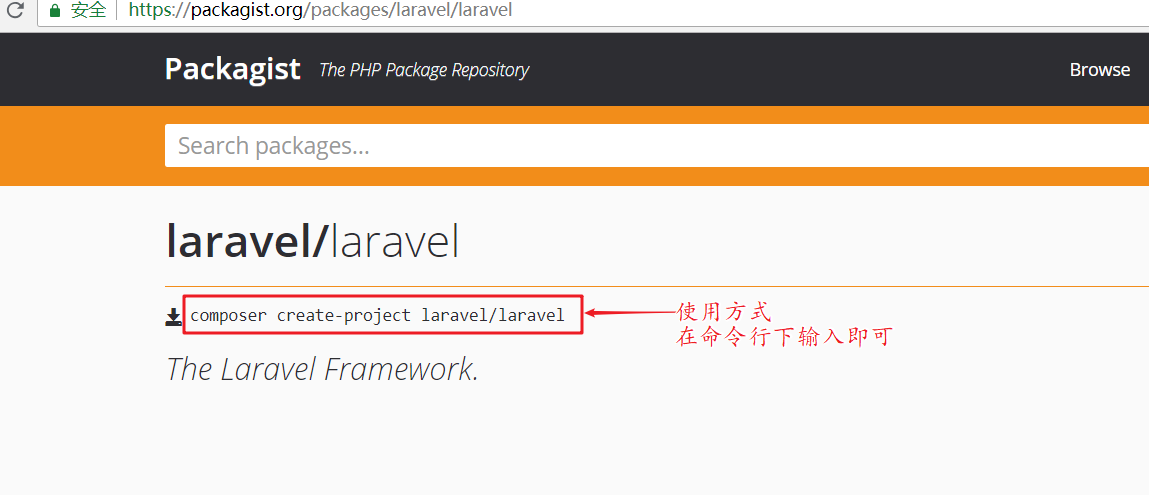 安全 https://packagist.org/packages/laravel/laravel
Packagist The PHP Package Repository Browse
Search packages...
laravel/laravel
composer create-project laravel/laravel
使用方式
在命令行下输入即可
The Laravel Framework.